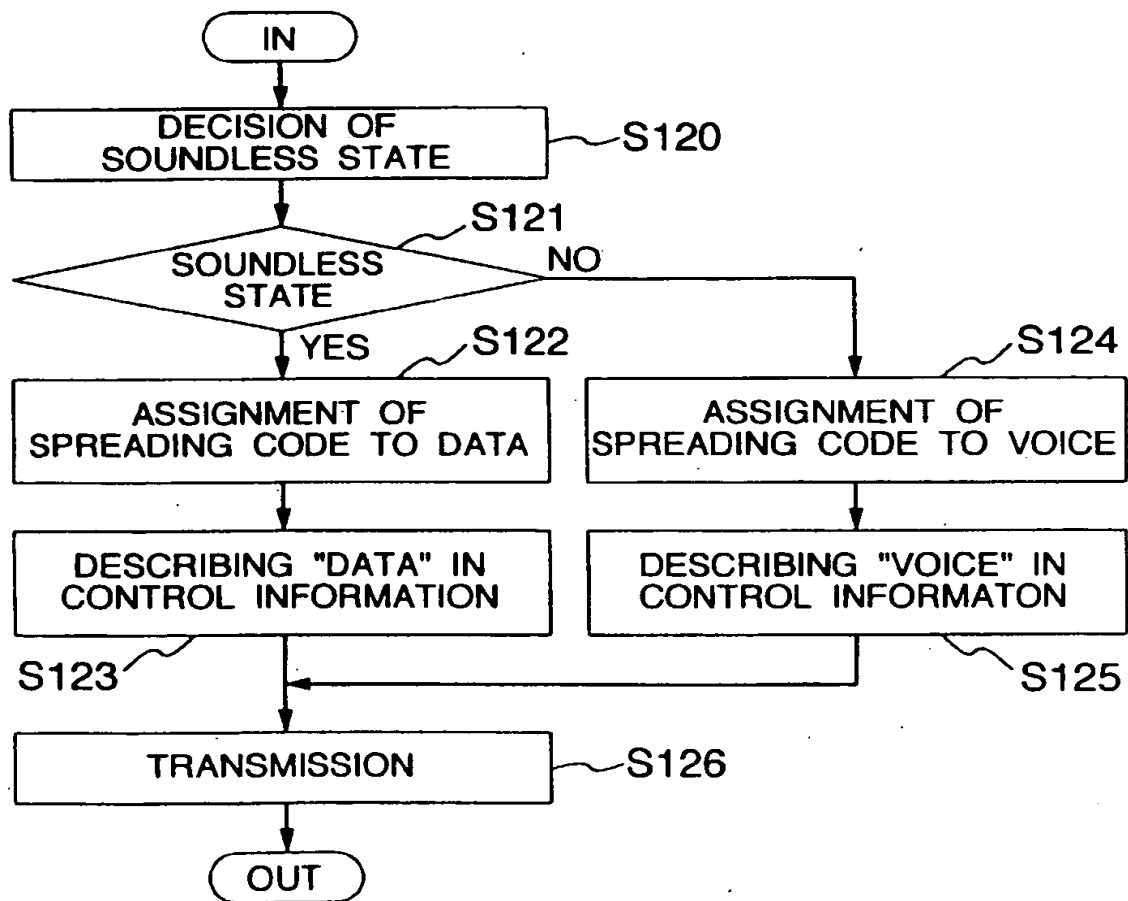 IN
DECISION OF
SOUNDLESS STATE
S120
S121
SOUNDLESS
STATE
NO
YES
S122
S124
ASSIGNMENT OF
SPREADING CODE TO DATA
ASSIGNMENT OF
SPREADING CODE TO VOICE
DESCRIBING "DATA" IN
CONTROL INFORMATION
DESCRIBING "VOICE" IN
CONTROL INFORMATON
S123
S125
TRANSMISSION
S126
OUT